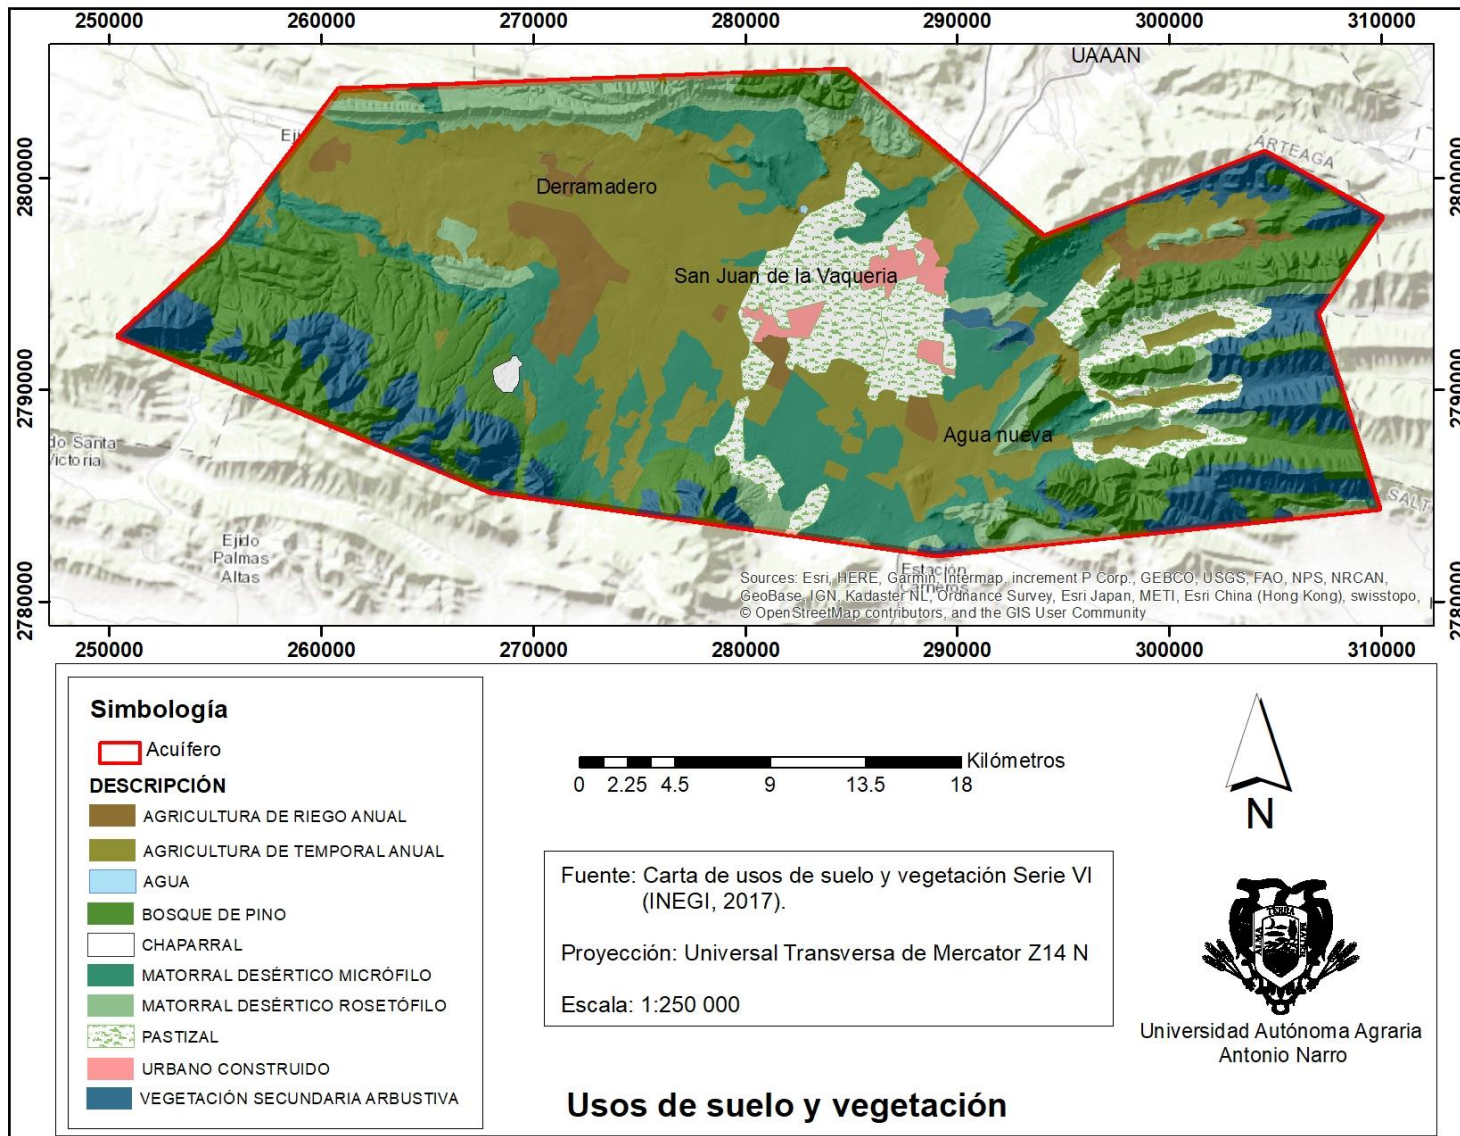 250000 260000 270000 280000 290000 300000 310000
UAAAN
ARTEAGA
2800000
2800000
Derramadero
San Juan de la Vaqueria
2790000
2790000
Agua nueva
do Santa
Victoria
SALT
Ejido
Palmas
Altas
Estación
Carneros
2780000
2780000
Sources: Esri, HERE, Garmin, Intermap, increment P Corp., GEBCO, USGS, FAO, NPS, NRCAN,
GeoBase, IGN, Kadaster NL, Ordnance Survey, Esri Japan, METI, Esri China (Hong Kong), swisstopo,
© OpenStreetMap contributors, and the GIS User Community
250000 260000 270000 280000 290000 300000 310000
Simbología
Acuífero
DESCRIPCIÓN
AGRICULTURA DE RIEGO ANUAL
AGRICULTURA DE TEMPORAL ANUAL
AGUA
BOSQUE DE PINO
CHAPARRAL
MATORRAL DESÉRTICO MICRÓFILO
MATORRAL DESÉRTICO ROSETÓFILO
PASTIZAL
URBANO CONSTRUIDO
VEGETACIÓN SECUNDARIA ARBUSTIVA
Kilómetros
0 2.25 4.5 9 13.5 18
N
Fuente: Carta de usos de suelo y vegetación Serie VI
(INEGI, 2017).
Proyección: Universal Transversa de Mercator Z14 N
Escala: 1:250 000
ALMA TERRA MATER
Universidad Autónoma Agraria
Antonio Narro
Usos de suelo y vegetación